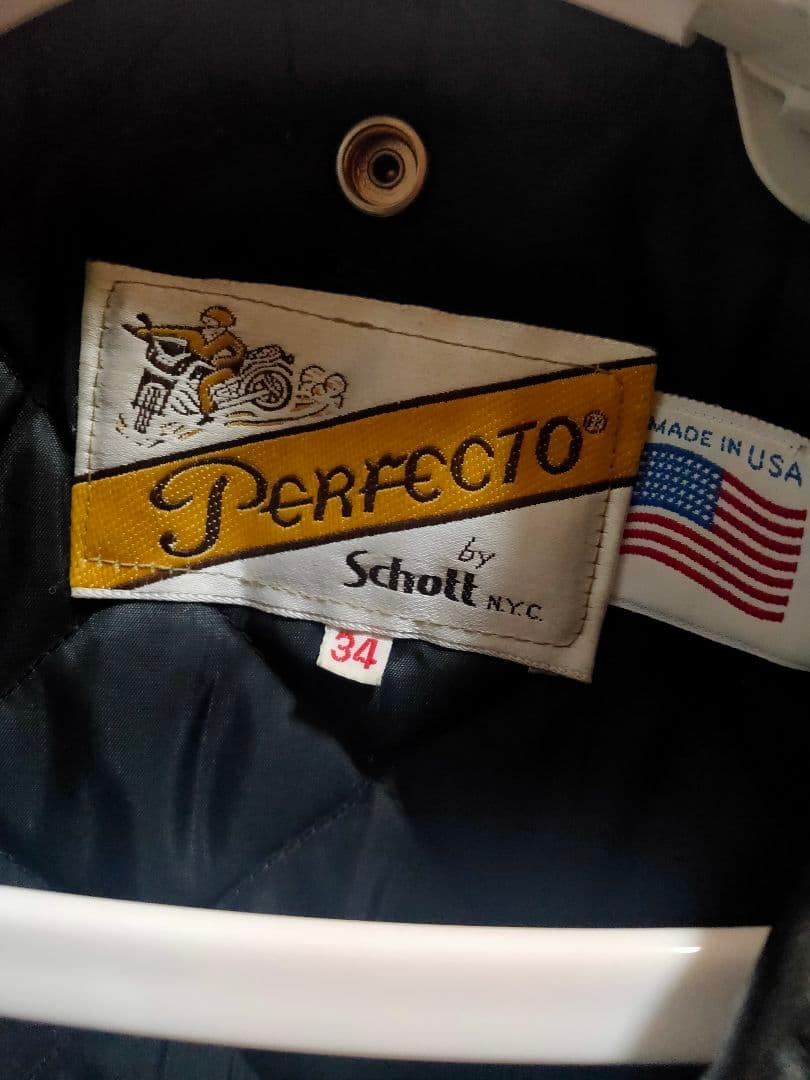 PERFECTO®
by
Schott N.Y.C.
34
MADE IN USA